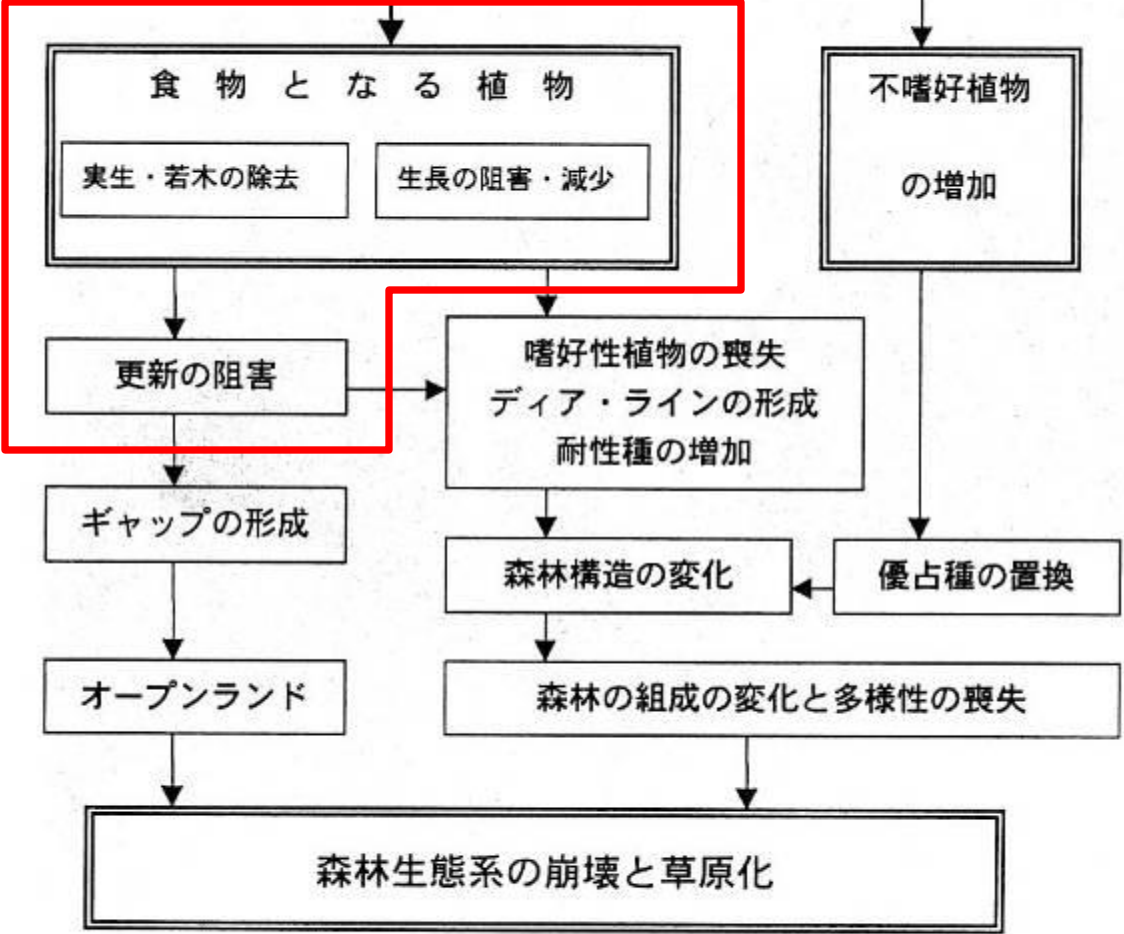 食物となる植物
不嗜好植物
の増加
実生・若木の除去
生長の阻害・減少
更新の阻害
嗜好性植物の喪失
ディア・ラインの形成
耐性種の増加
ギャップの形成
森林構造の変化
優占種の置換
オープンランド
森林の組成の変化と多様性の喪失
森林生態系の崩壊と草原化